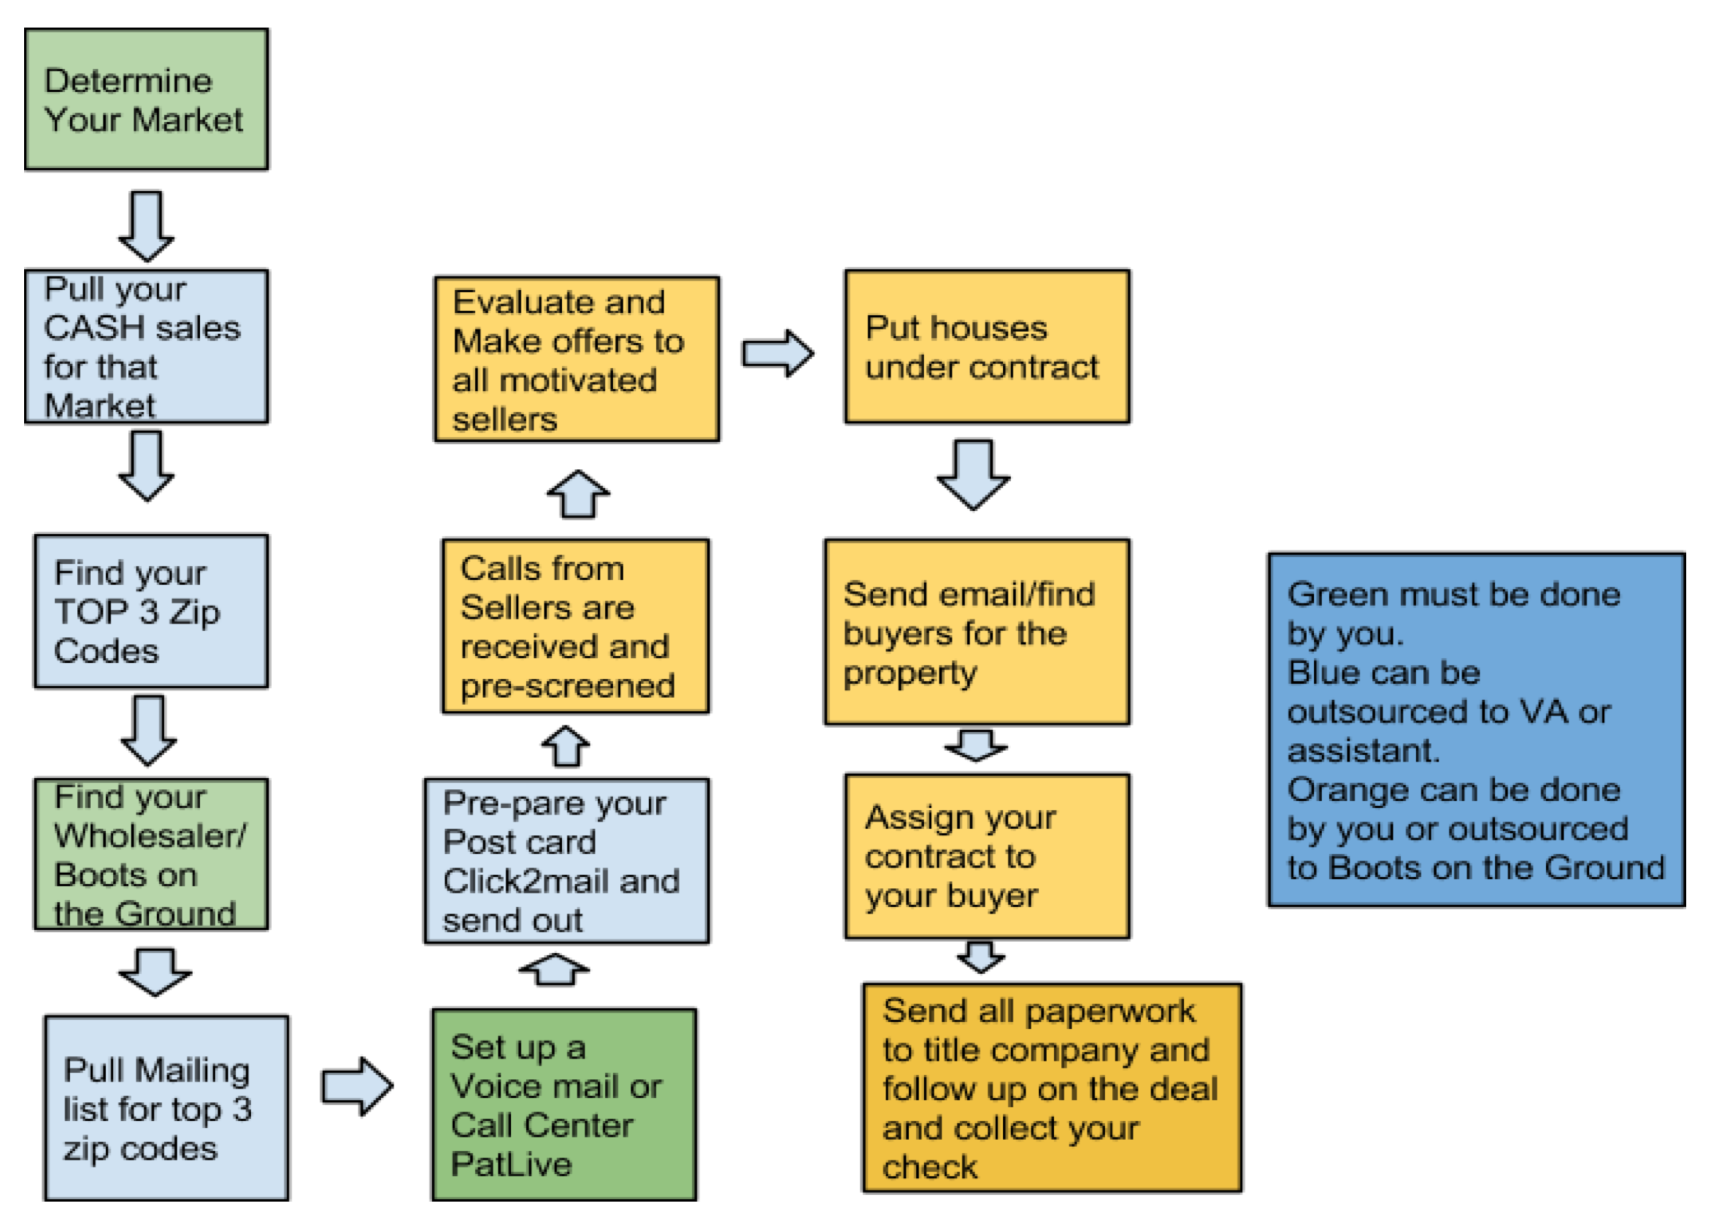 Determine
Your Market
Pull your
CASH sales
for that
Market
Find your
TOP 3 Zip
Codes
Find your
Wholesaler/
Boots on
the Ground
Pull Mailing
list for top 3
zip codes
Set up a
Voice mail or
Call Center
PatLive
Pre-pare your
Post card
Click2mail and
send out
Calls from
Sellers are
received and
pre-screened
Evaluate and
Make offers to
all motivated
sellers
Put houses
under contract
Send email/find
buyers for the
property
Assign your
contract to
your buyer
Send all paperwork
to title company and
follow up on the deal
and collect your
check
Green must be done
by you.
Blue can be
outsourced to VA or
assistant.
Orange can be done
by you or outsourced
to Boots on the Ground